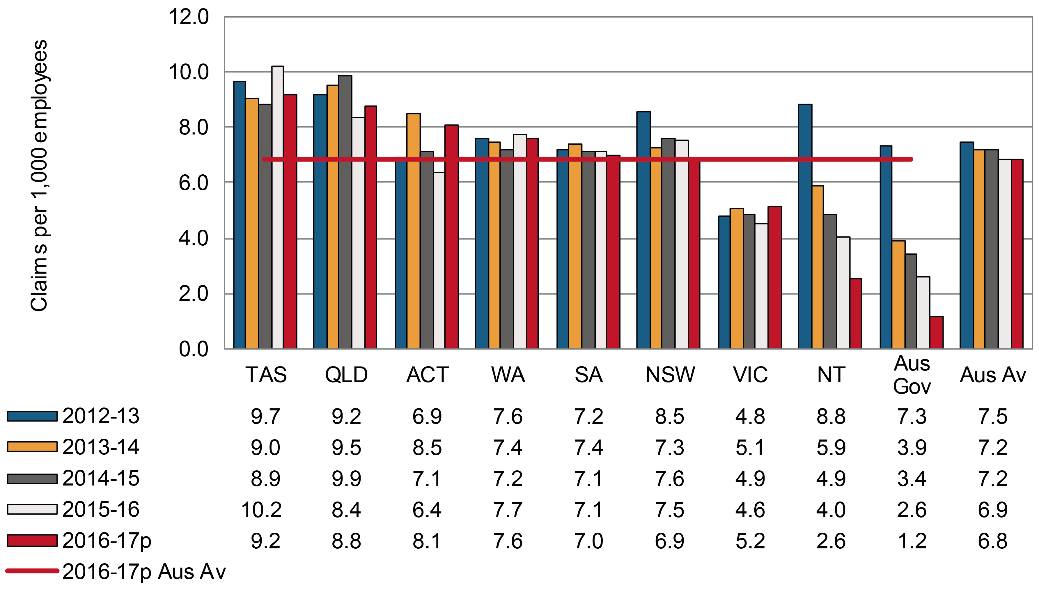 12.0
10.0
8.0
6.0
4.0
2.0
0.0
Claims per 1,000 employees
TAS QLD ACT WA SA NSW VIC NT Aus Gov Aus Av
2012-13 9.7 9.2 6.9 7.6 7.2 8.5 4.8 8.8 7.3 7.5
2013-14 9.0 9.5 8.5 7.4 7.4 7.3 5.1 5.9 3.9 7.2
2014-15 8.9 9.9 7.1 7.2 7.1 7.6 4.9 4.9 3.4 7.2
2015-16 10.2 8.4 6.4 7.7 7.1 7.5 4.6 4.0 2.6 6.9
2016-17p 9.2 8.8 8.1 7.6 7.0 6.9 5.2 2.6 1.2 6.8
2016-17p Aus Av